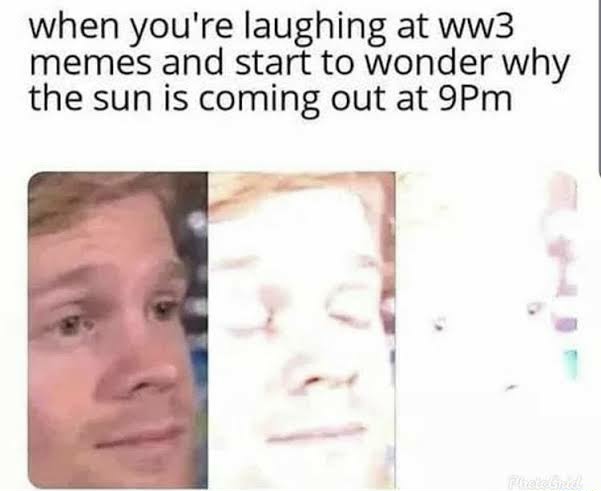 when you're laughing at ww3
memes and start to wonder why
the sun is coming out at 9Pm
PhotoGrid